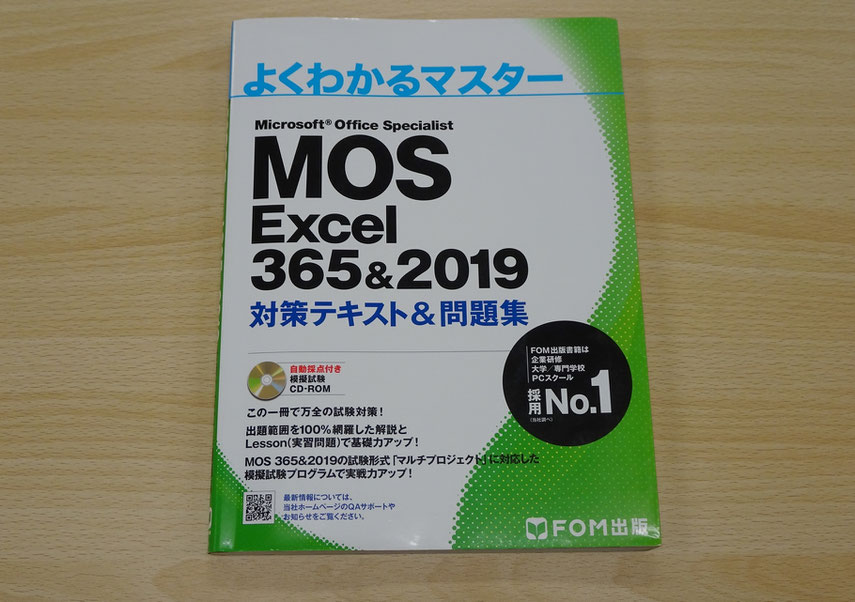 よくわかるマスター
Microsoft® Office Specialist
MOS
Excel
365&2019
対策テキスト&問題集
自動採点付き
模擬試験
CD-ROM
FOM出版書籍は
企業研修
大学/専門学校
PCスクール
採用No.1
(当社調べ)
この一冊で万全の試験対策!
出題範囲を100%網羅した解説と
Lesson(実習問題)で基礎力アップ!
MOS 365&2019の試験形式「マルチプロジェクト」に対応した
模擬試験プログラムで実戦力アップ!
最新情報については、
当社ホームページのQAサポートや
お知らせをご覧ください。
FOM出版